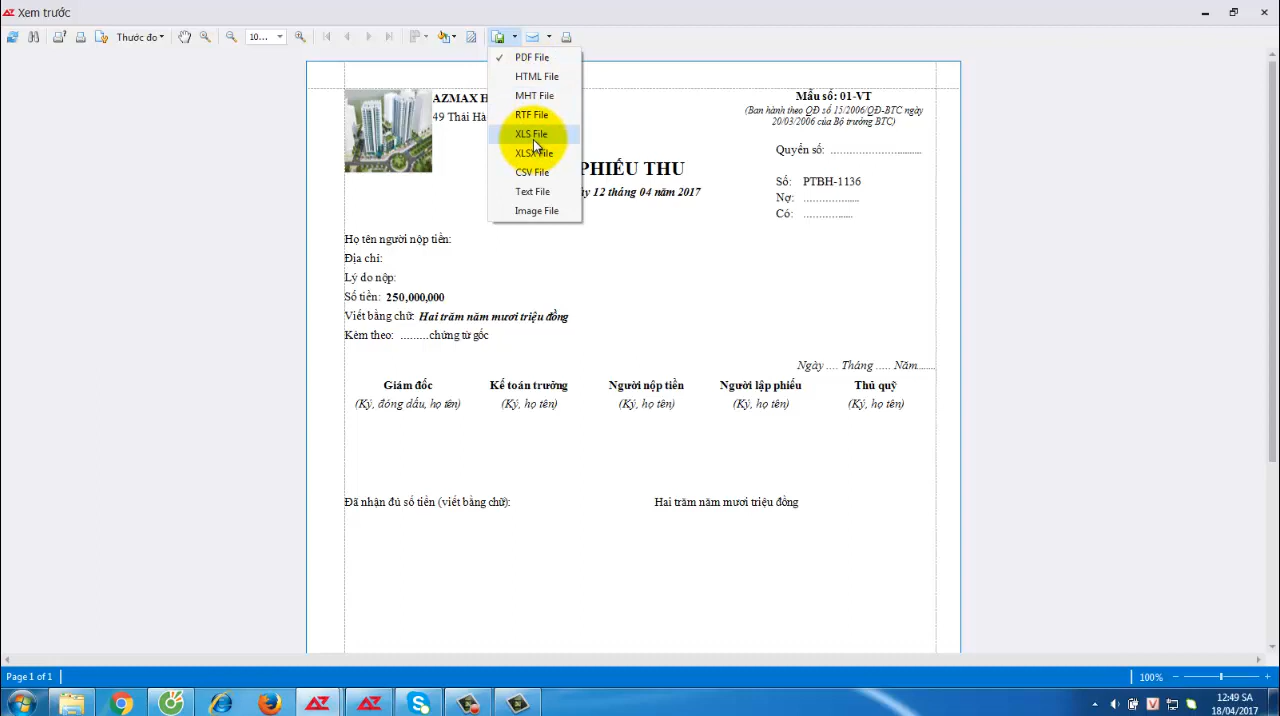 Xem trước
Thước đo
10...
PDF File
HTML File
MHT File
RTF File
XLS File
XLSX File
CSV File
Text File
Image File
AZMAX H
49 Thái Hà
Mẫu số: 01-VT
(Ban hành theo QĐ số 15/2006/QĐ-BTC ngày
20/03/2006 của Bộ trưởng BTC)
Quyển số: ..............................
PHIẾU THU
y 12 tháng 04 năm 2017
Số: PTBH-1136
Nợ: ..................
Có: ................
Họ tên người nộp tiền:
Địa chỉ:
Lý do nộp:
Số tiền: 250,000,000
Viết bằng chữ: Hai trăm năm mươi triệu đồng
Kèm theo: .........chứng từ gốc
Ngày .... Tháng ..... Năm.......
Giám đốc Kế toán trưởng Người nộp tiền Người lập phiếu Thủ quỹ
(Ký, đóng dấu, họ tên) (Ký, họ tên) (Ký, họ tên) (Ký, họ tên) (Ký, họ tên)
Đã nhận đủ số tiền (viết bằng chữ): Hai trăm năm mươi triệu đồng
Page 1 of 1
100%
12:49 SA
18/04/2017